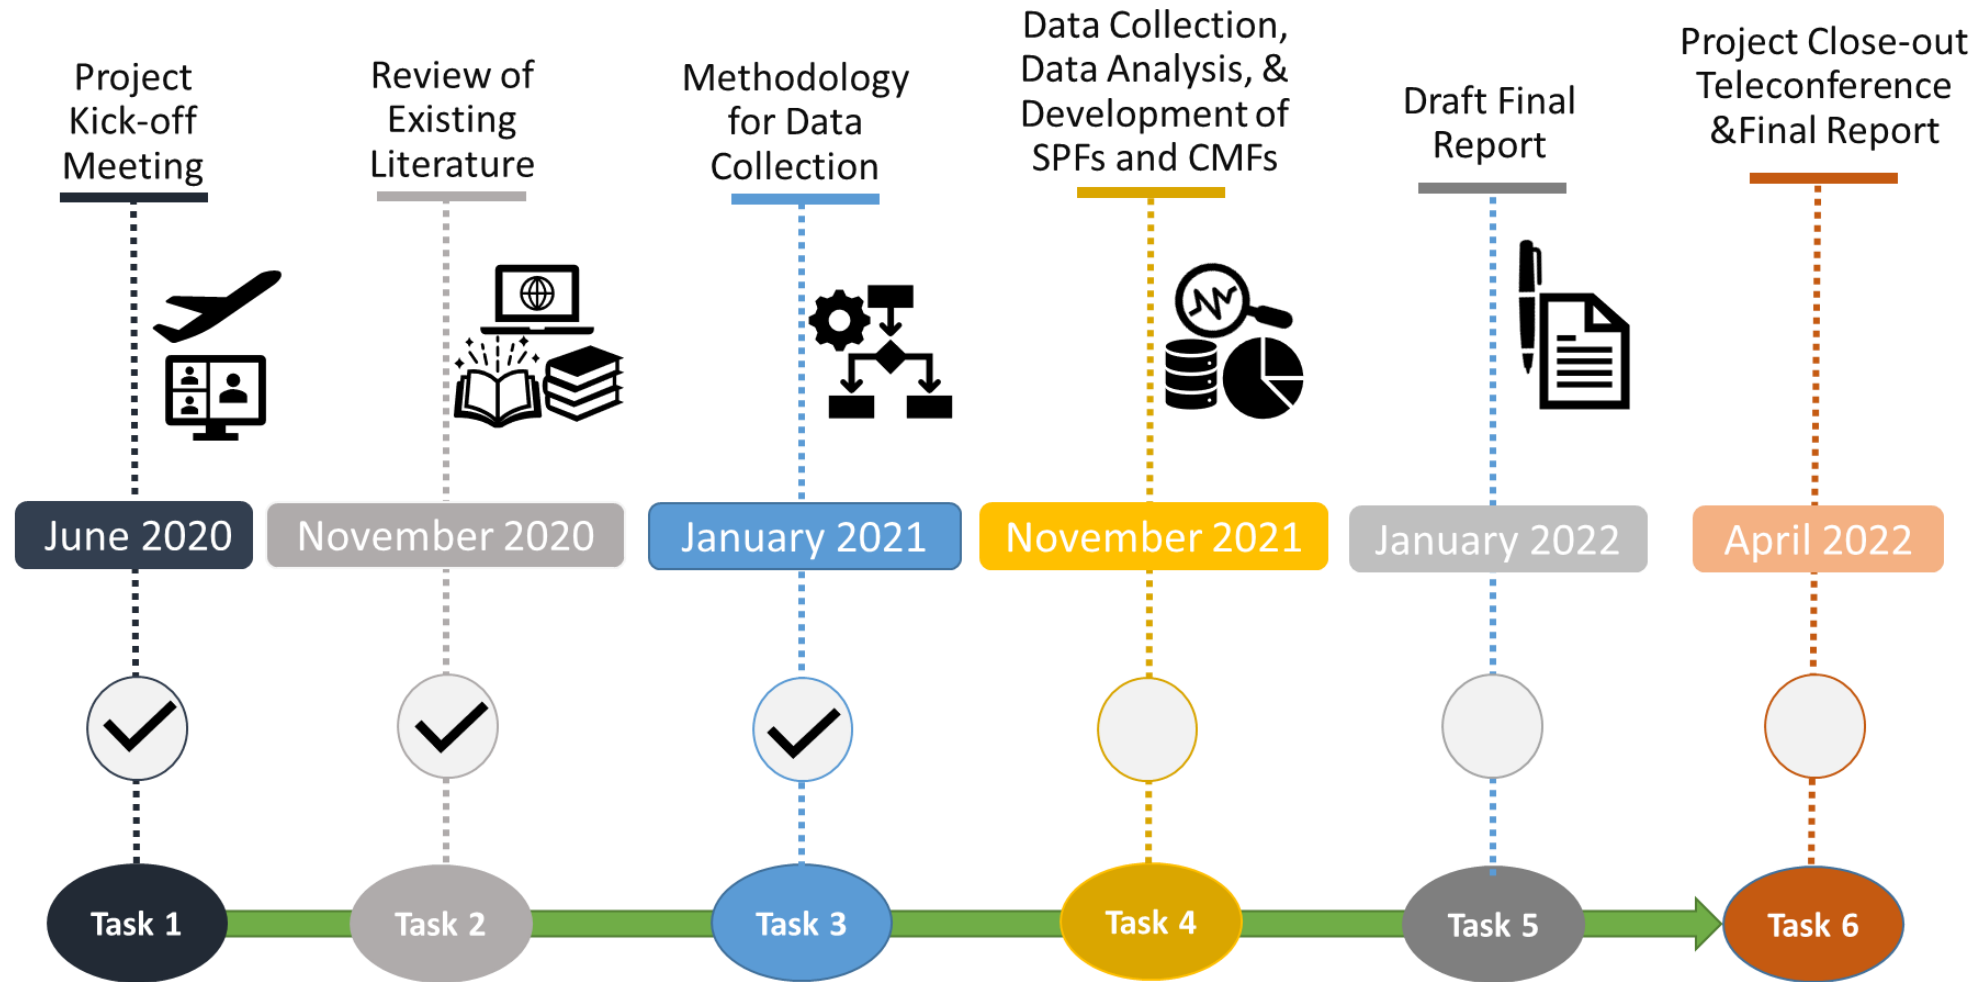 Project
Kick-off
Meeting
Review of
Existing
Literature
Methodology
for Data
Collection
Data Collection,
Data Analysis, &
Development of
SPFs and CMFs
Draft Final
Report
Project Close-out
Teleconference
&Final Report
June 2020
November 2020
January 2021
November 2021
January 2022
April 2022
Task 1
Task 2
Task 3
Task 4
Task 5
Task 6